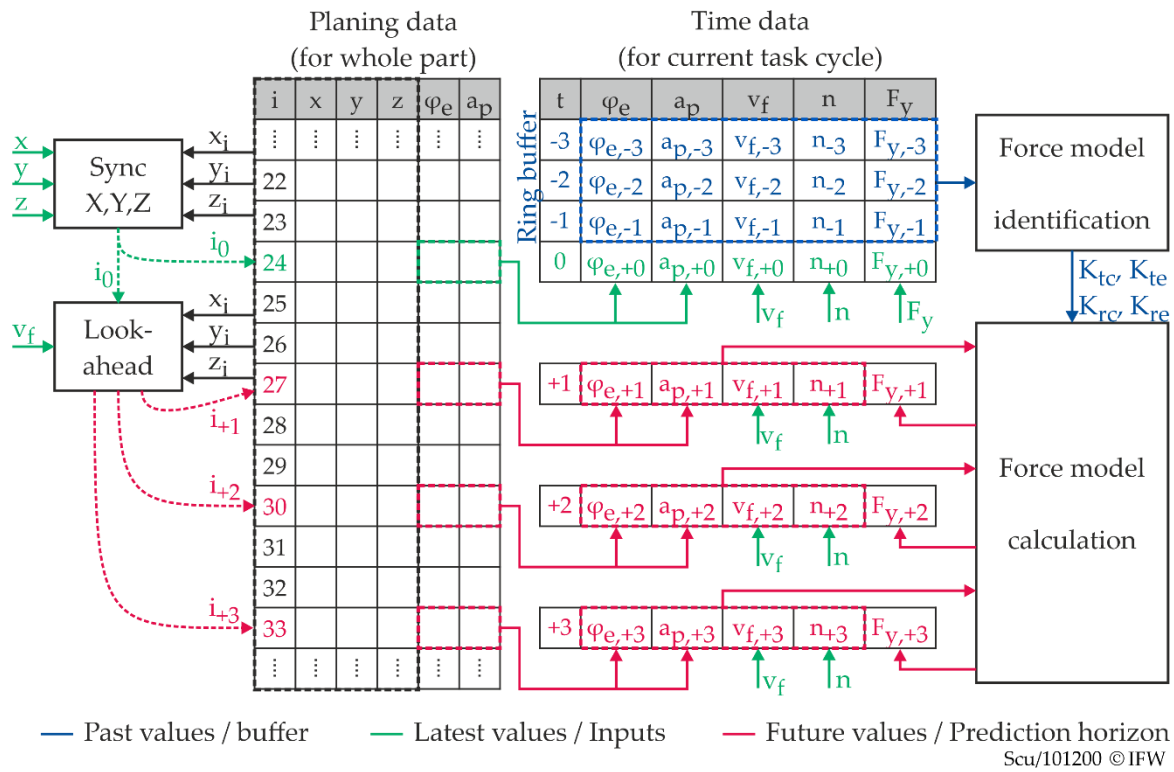 Planing data
(for whole part)
Time data
(for current task cycle)
i x y z φe ap
t φe ap vf n Fy
x
y
z
Sync
X,Y,Z
xi
yi
zi
⋮ ⋮ ⋮ ⋮ ⋮ ⋮
22
23
24
25
26
27
28
29
30
31
32
33
⋮ ⋮ ⋮ ⋮ ⋮ ⋮
i0
i0
vf
Look-
ahead
xi
yi
zi
i+1
i+2
i+3
Ring buffer
-3 φe,-3 ap,-3 vf,-3 n-3 Fy,-3
-2 φe,-2 ap,-2 vf,-2 n-2 Fy,-2
-1 φe,-1 ap,-1 vf,-1 n-1 Fy,-1
0 φe,+0 ap,+0 vf,+0 n+0 Fy,+0
vf n Fy
+1 φe,+1 ap,+1 vf,+1 n+1 Fy,+1
vf n
+2 φe,+2 ap,+2 vf,+2 n+2 Fy,+2
vf n
+3 φe,+3 ap,+3 vf,+3 n+3 Fy,+3
vf n
Force model
identification
Ktc, Kte
Krc, Kre
Force model
calculation
Past values / buffer
Latest values / Inputs
Future values / Prediction horizon
Scu/101200 © IFW